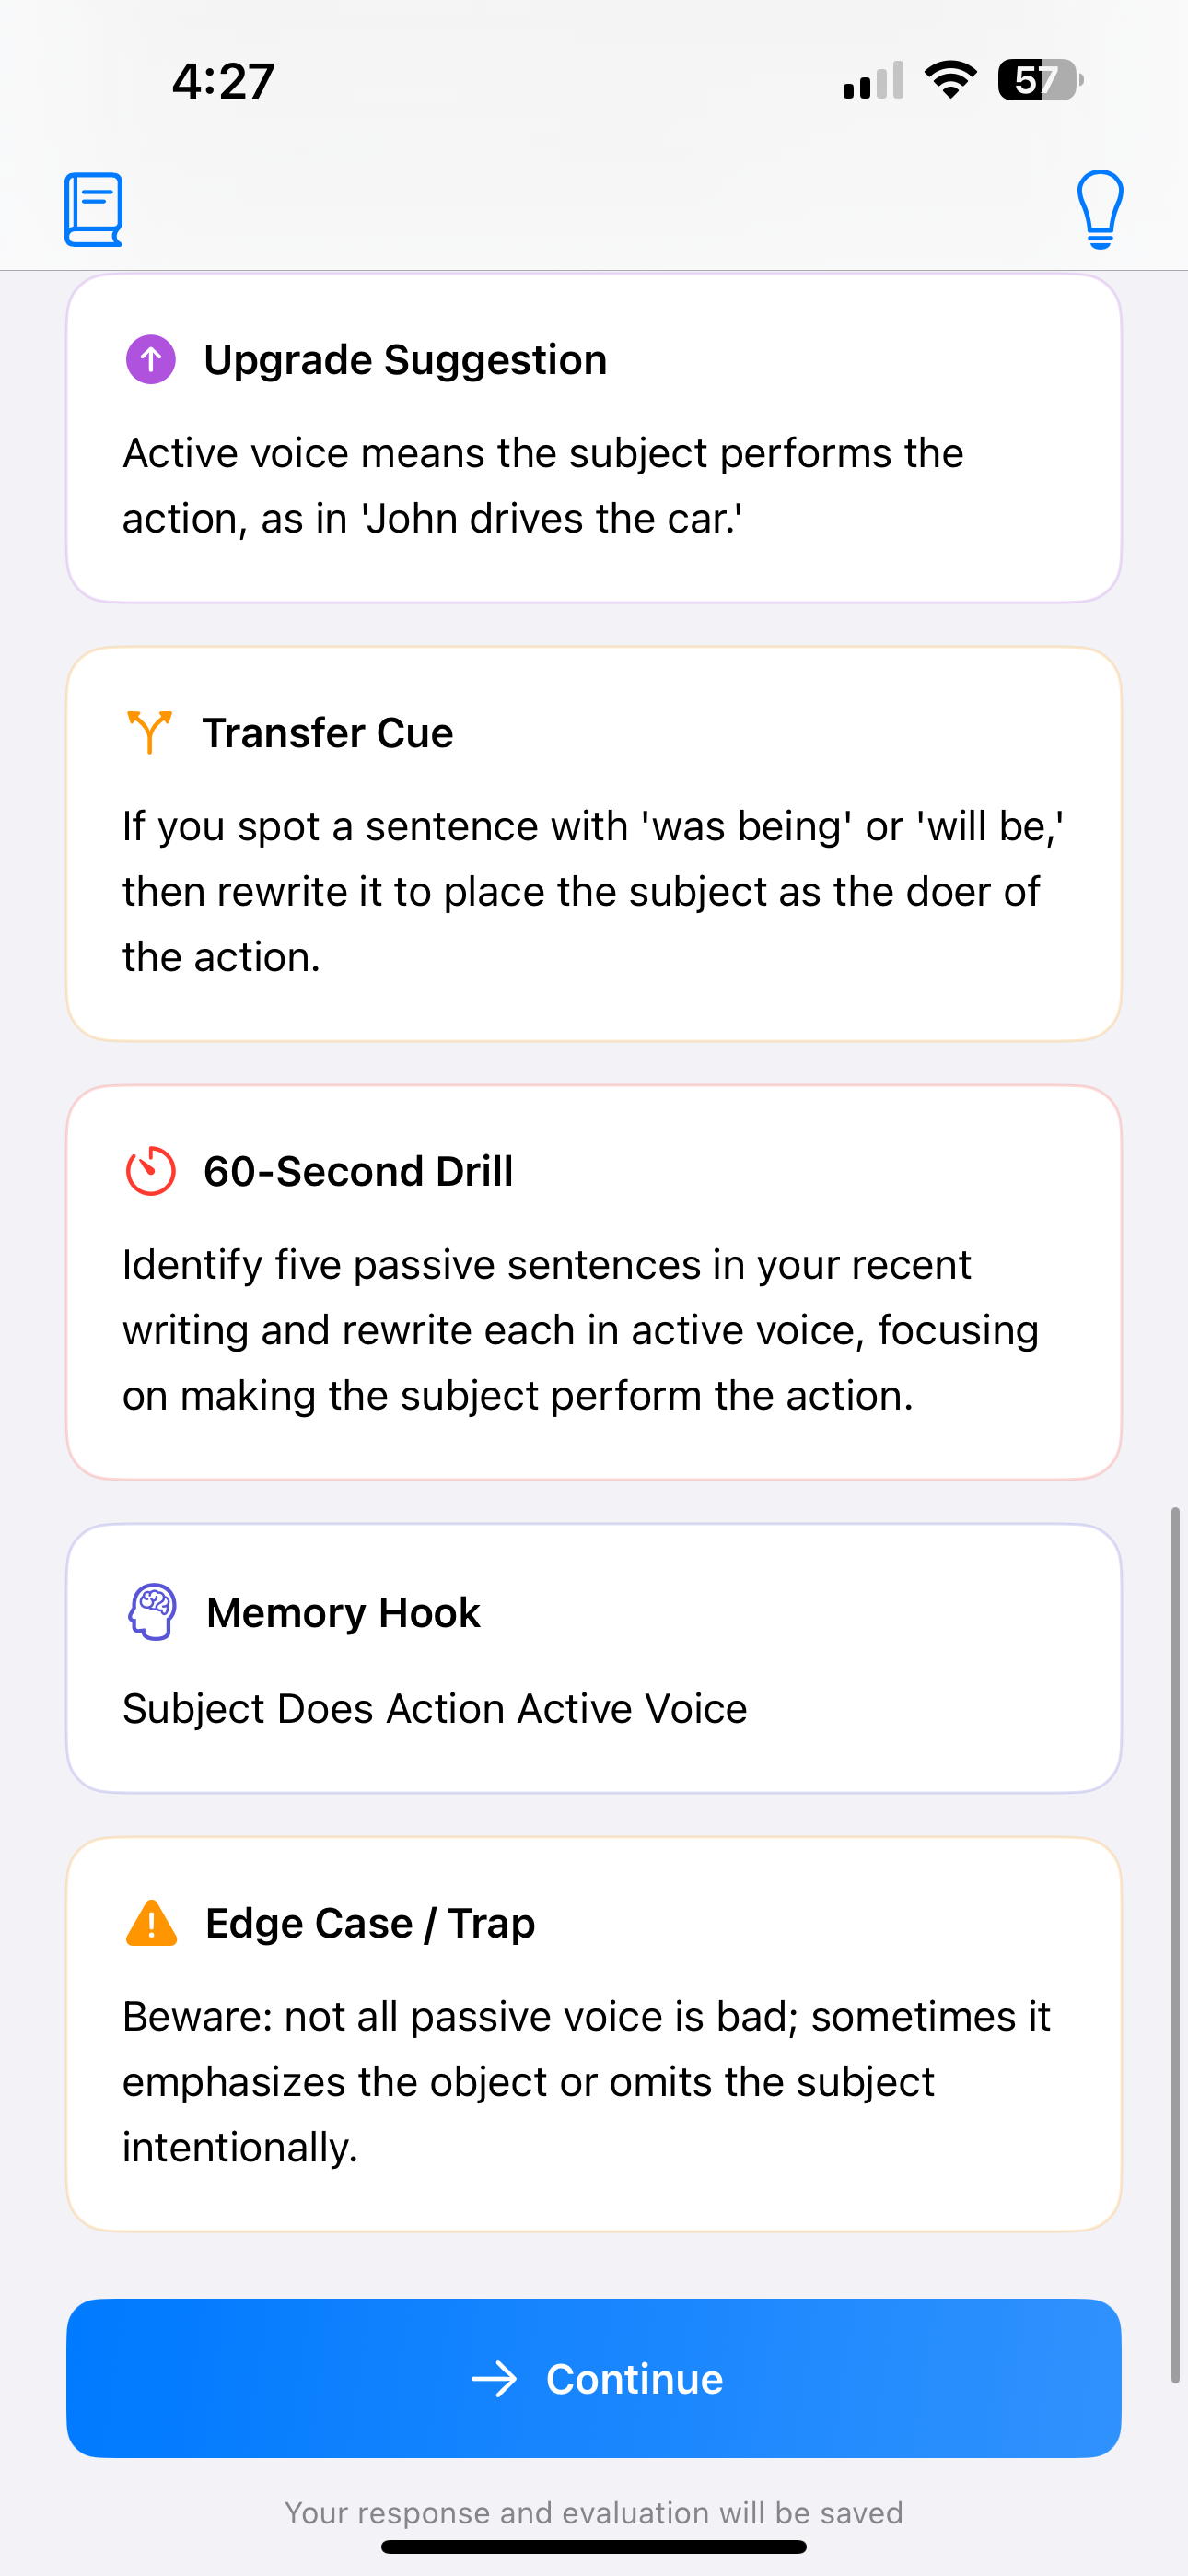 4:27
57
Upgrade Suggestion
Active voice means the subject performs the
action, as in 'John drives the car.'
Transfer Cue
If you spot a sentence with 'was being' or 'will be,'
then rewrite it to place the subject as the doer of
the action.
60-Second Drill
Identify five passive sentences in your recent
writing and rewrite each in active voice, focusing
on making the subject perform the action.
Memory Hook
Subject Does Action Active Voice
Edge Case / Trap
Beware: not all passive voice is bad; sometimes it
emphasizes the object or omits the subject
intentionally.
Continue
Your response and evaluation will be saved